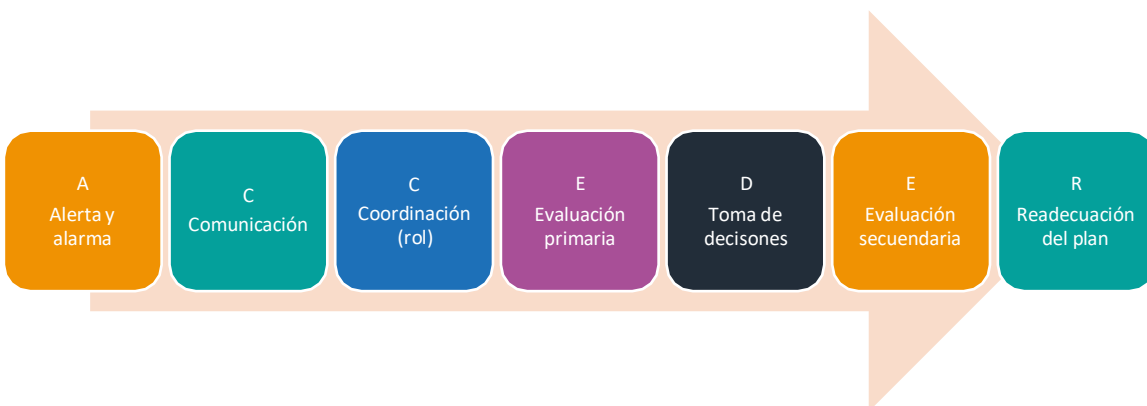 A
Alerta y
alarma
C
Comunicación
C
Coordinación
(rol)
E
Evaluación
primaria
D
Toma de
decisones
E
Evaluación
secuendaria
R
Readecuación
del plan